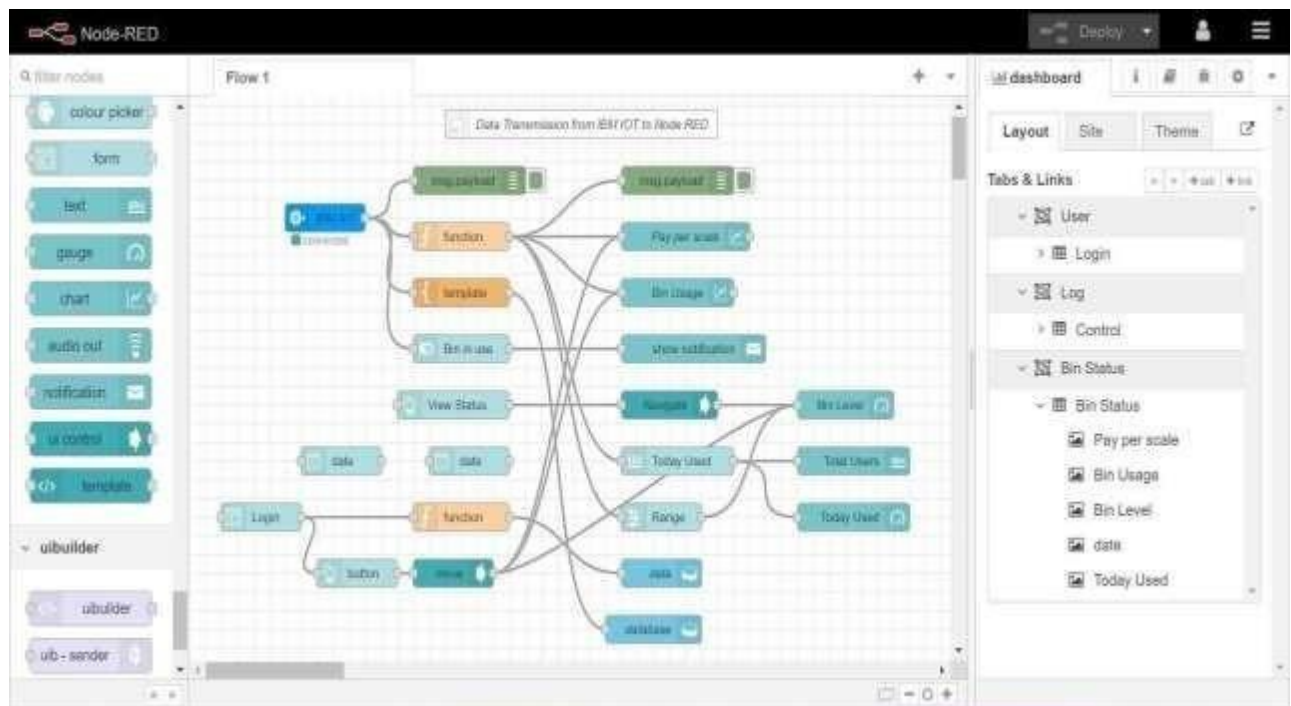 Node-RED
Deploy
filter nodes
colour picker
form
text
gauge
chart
audio out
notification
ui control
template
uibuilder
uibuilder
uib - sender
Flow 1
Data Transmission from IBM IOT to Node RED
msg.payload
msg.payload
connected
function
Pay per scale
template
Bin Usage
Bin in use
show notification
View Status
Navigate
Bin Level
date
date
Today Used
Total Users
Login
function
Range
Today Used
button
data
database
dashboard
Layout
Site
Theme
Tabs & Links
User
Login
Log
Control
Bin Status
Bin Status
Pay per scale
Bin Usage
Bin Level
date
Today Used